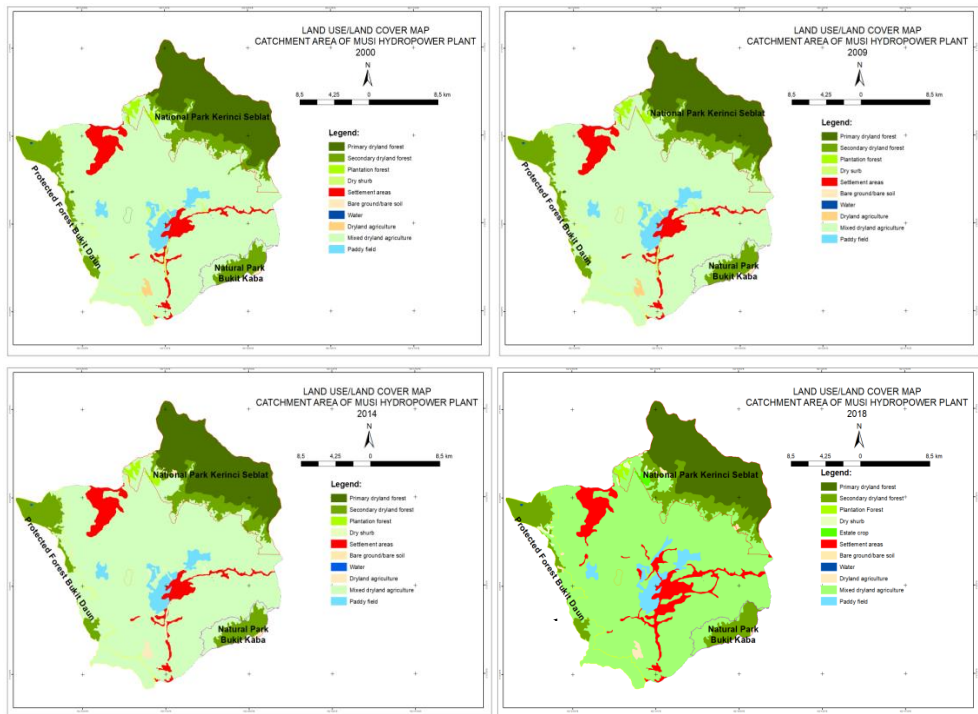 LAND USE/LAND COVER MAP
CATCHMENT AREA OF MUSI HYDROPOWER PLANT
2000
N
8,5 4,25 0 8,5 km
National Park Kerinci Seblat
Legend:
Primary dryland forest
Secondary dryland forest
Plantation forest
Dry shurb
Settlement areas
Bare ground/bare soil
Water
Dryland agriculture
Mixed dryland agriculture
Paddy field
Protected Forest Bukit Daun
Natural Park
Bukit Kaba
LAND USE/LAND COVER MAP
CATCHMENT AREA OF MUSI HYDROPOWER PLANT
2009
N
8,5 4,25 0 8,5 km
National Park Kerinci Seblat
Legend:
Primary dryland forest
Secondary dryland forest
Plantation forest
Dry surb
Settlement areas
Bare ground/bare soil
Water
Dryland agriculture
Mixed dryland agriculture
Paddy field
Protected Forest Bukit Daun
Natural Park
Bukit Kaba
LAND USE/LAND COVER MAP
CATCHMENT AREA OF MUSI HYDROPOWER PLANT
2014
N
8,5 4,25 0 8,5 km
National Park Kerinci Seblat
Legend:
Primary dryland forest
Secondary dryland forest
Plantation forest
Dry shurb
Settlement areas
Bare ground/bare soil
Water
Dryland agriculture
Mixed dryland agriculture
Paddy field
Protected Forest Bukit Daun
Natural Park
Bukit Kaba
LAND USE/LAND COVER MAP
CATCHMENT AREA OF MUSI HYDROPOWER PLANT
2018
N
8,5 4,25 0 8,5 km
National Park Kerinci Seblat
Legend:
Primary dryland forest
Secondary dryland forest"
Plantation Forest
Dry shurb
Estate crop
Settlement areas
Bare ground/bare soil
Water
Dryland agriculture
Mixed dryland agriculture
Paddy field
Protected Forest Bukit Daun
Natural Park
Bukit Kaba